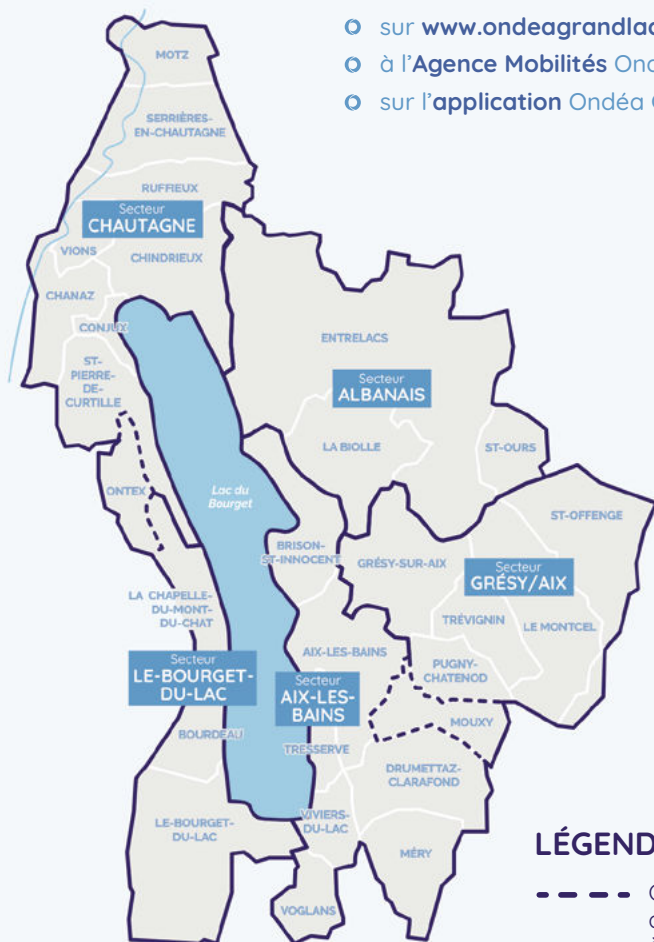 sur www.ondeagrandlac
à l'Agence Mobilités Ond
sur l'application Ondéa
MOTZ
SERRIÈRES-
EN-CHAUTAGNE
RUFFIEUX
Secteur
CHAUTAGNE
VIONS
CHINDRIEUX
CHANAZ
CONJUX
ST-
PIERRE-
DE-
CURTILLE
ENTRELACS
Secteur
ALBANAIS
LA BIOLLE
ST-OURS
ONTEX
Lac du
Bourget
ST-OFFENGE
BRISON-
ST-INNOCENT
GRÉSY-SUR-AIX
Secteur
GRÉSY/AIX
LA CHAPELLE-
DU-MONT-
DU-CHAT
TRÉVIGNIN
LE MONTCEL
AIX-LES-BAINS
PUGNY-
CHATENOD
Secteur
LE-BOURGET-
DU-LAC
Secteur
AIX-LES-
BAINS
MOUXY
BOURDEAU
TRESSERVE
DRUMETTAZ-
CLARAFOND
LE-BOURGET-
DU-LAC
VIVIERS-
DU-LAC
MÉRY
VOGLANS
LÉGEND